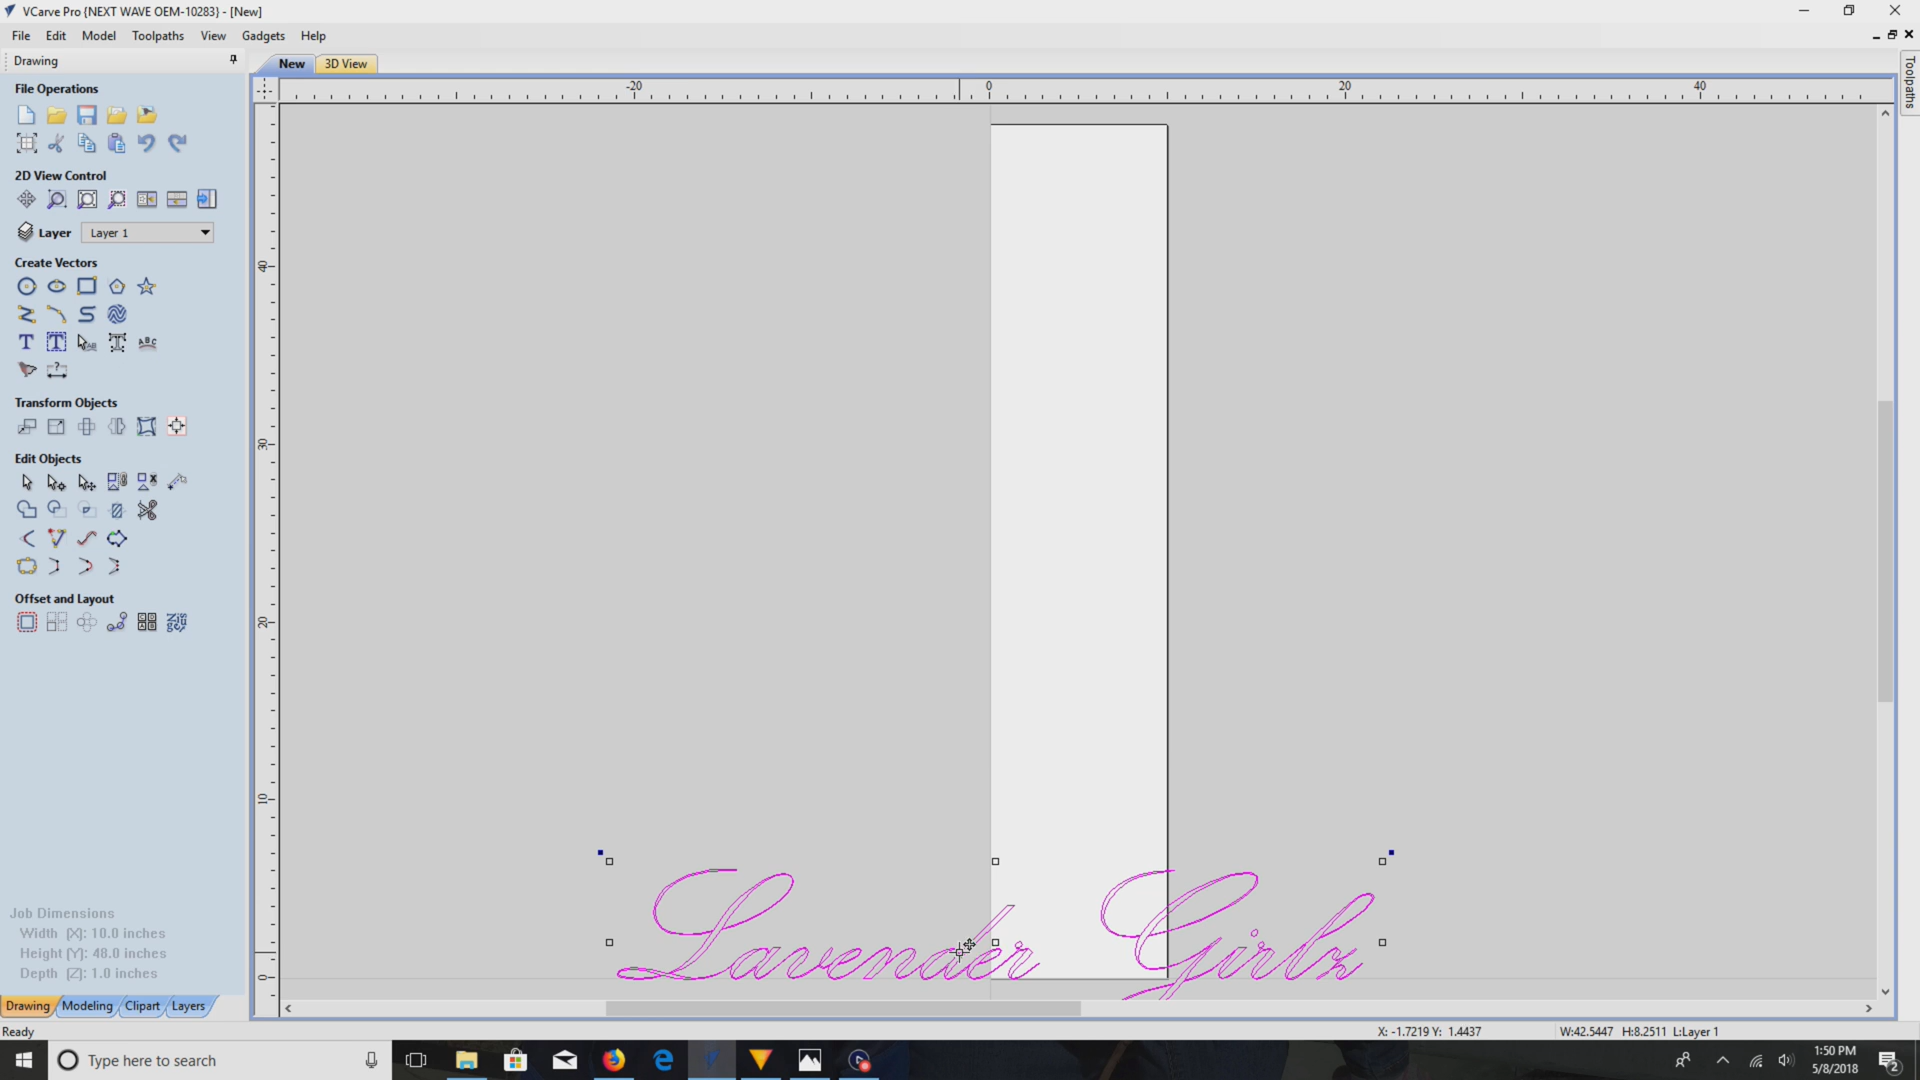 VCarve Pro {NEXT WAVE OEM-10283} - [New]
File Edit Model Toolpaths View Gadgets Help
Drawing
New 3D View
Toolpaths
File Operations
2D View Control
Layer Layer 1
Create Vectors
Transform Objects
Edit Objects
Offset and Layout
-20 0 20 40
40
30
20
10
0
Lavender Girlz
Job Dimensions
Width (X): 10.0 inches
Height (Y): 48.0 inches
Depth (Z): 1.0 inches
Drawing Modeling Clipart Layers
Ready
X: -1.7219 Y: 1.4437
W:42.5447 H:8.2511 L:Layer 1
Type here to search
1:50 PM
5/8/2018
2